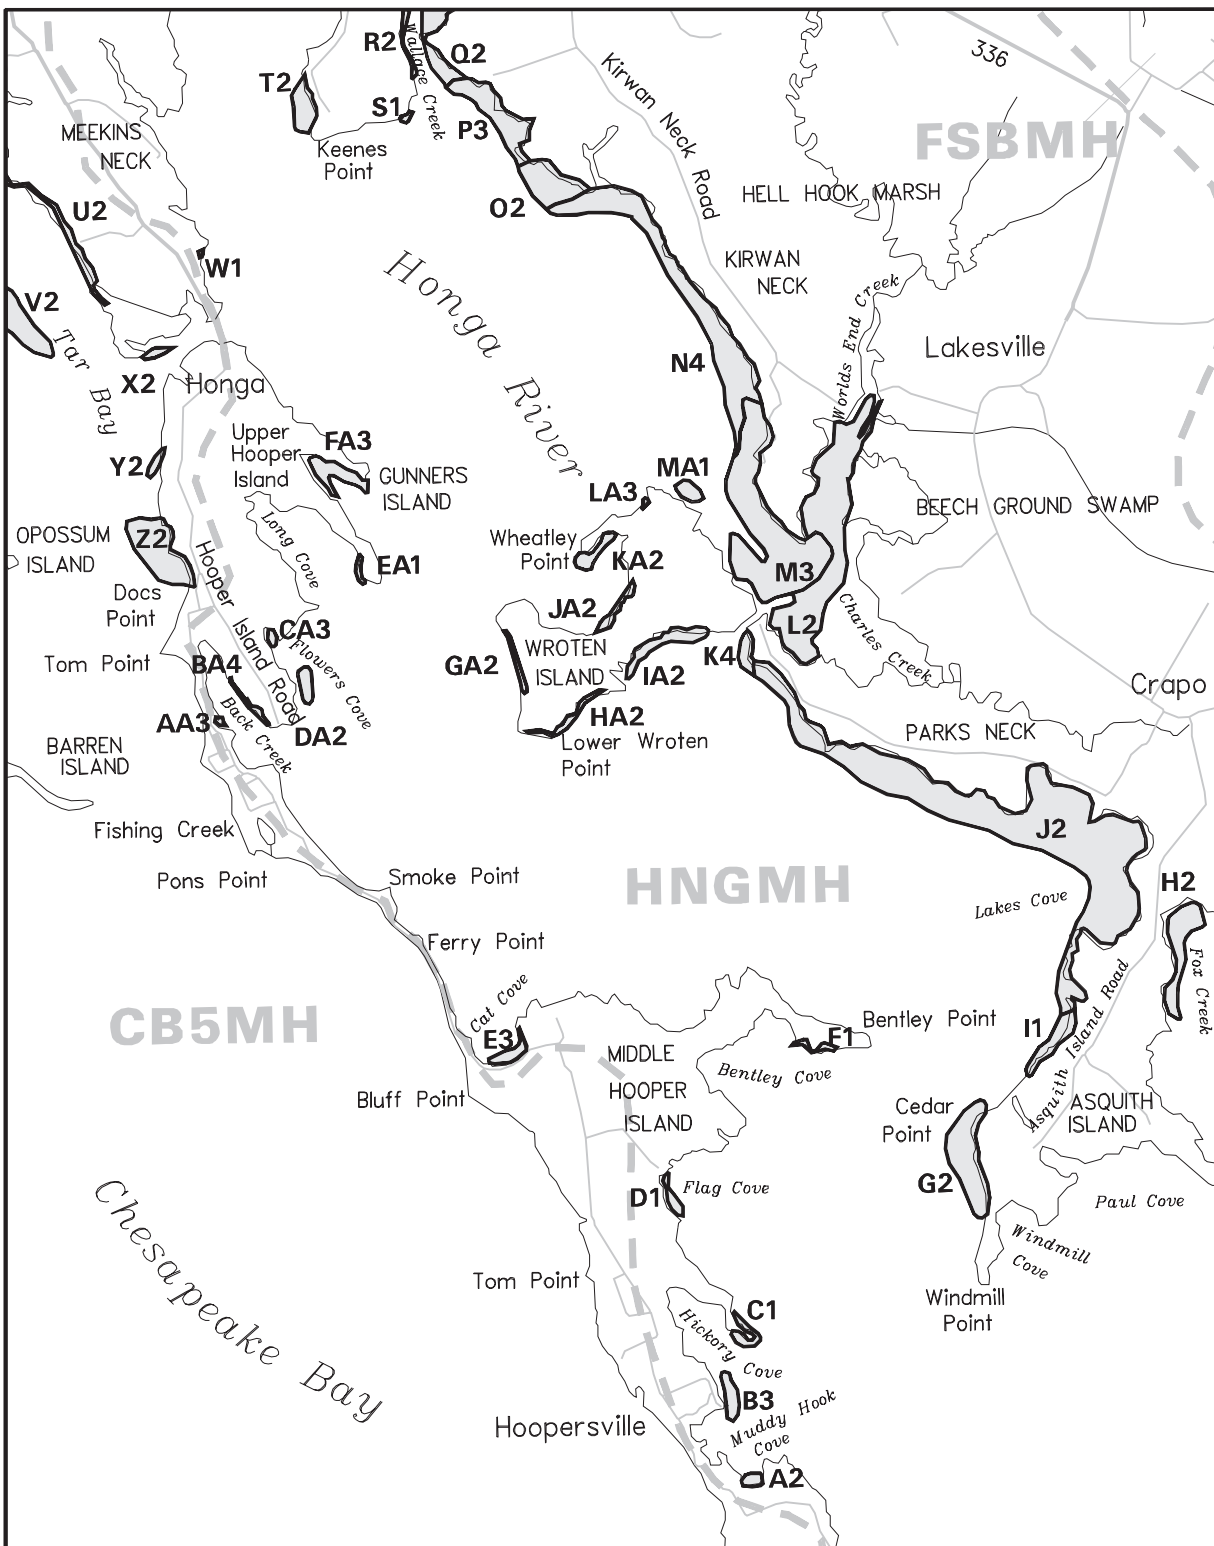 R2
Wallace Creek
Q2
336
T2
S1
P3
Kirwan Neck Road
FSBMH
MEEKINS
NECK
Keenes
Point
HELL HOOK MARSH
U2
O2
W1
Honga River
KIRWAN
NECK
V2
Tar Bay
Worlds End Creek
Lakesville
N4
X2
Honga
Upper
Hooper
Island
FA3
Y2
GUNNERS
ISLAND
MA1
LA3
BEECH GROUND SWAMP
OPOSSUM
ISLAND
Z2
Long Cove
Wheatley
Point
KA2
EA1
M3
Docs
Point
Hooper Island Road
JA2
Charles Creek
L2
CA3
Flowers Cove
Tom Point
BA4
GA2
WROTEN
ISLAND
K4
IA2
Crapo
AA3
Back Creek
DA2
HA2
Lower Wroten
Point
PARKS NECK
BARREN
ISLAND
Fishing Creek
J2
Pons Point
Smoke Point
HNGMH
H2
Lakes Cove
Ferry Point
Fox Creek
Cat Cove
CB5MH
E3
F1
Bentley Point
I1
Asquith Island Road
MIDDLE
HOOPER
ISLAND
Bentley Cove
Bluff Point
Cedar
Point
ASQUITH
ISLAND
G2
D1
Flag Cove
Paul Cove
Chesapeake Bay
Windmill
Cove
Tom Point
Windmill
Point
C1
Hickory Cove
B3
Hoopersville
Muddy Hook
Cove
A2